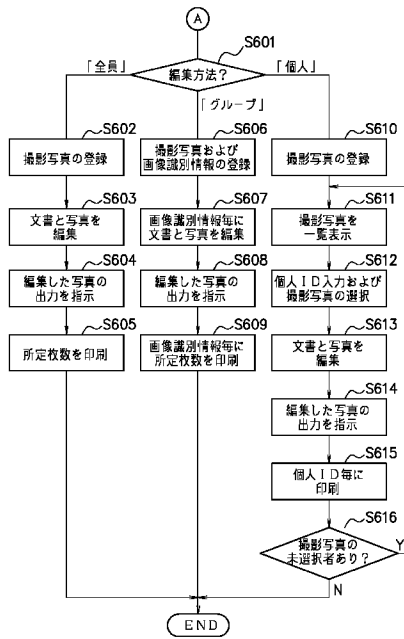 A
S601
編集方法？
「全員」
「個人」
「グループ」
S602
撮影写真の登録
S603
文書と写真を
編集
S604
編集した写真の
出力を指示
S605
所定枚数を印刷
S606
撮影写真および
画像識別情報の登録
S607
画像識別情報毎に
文書と写真を編集
S608
編集した写真の
出力を指示
S609
画像識別情報毎に
所定枚数を印刷
S610
撮影写真の登録
S611
撮影写真を
一覧表示
S612
個人ID入力および
撮影写真の選択
S613
文書と写真を
編集
S614
編集した写真の
出力を指示
S615
個人ID毎に
印刷
S616
撮影写真の
未選択者あり？
Y
N
END